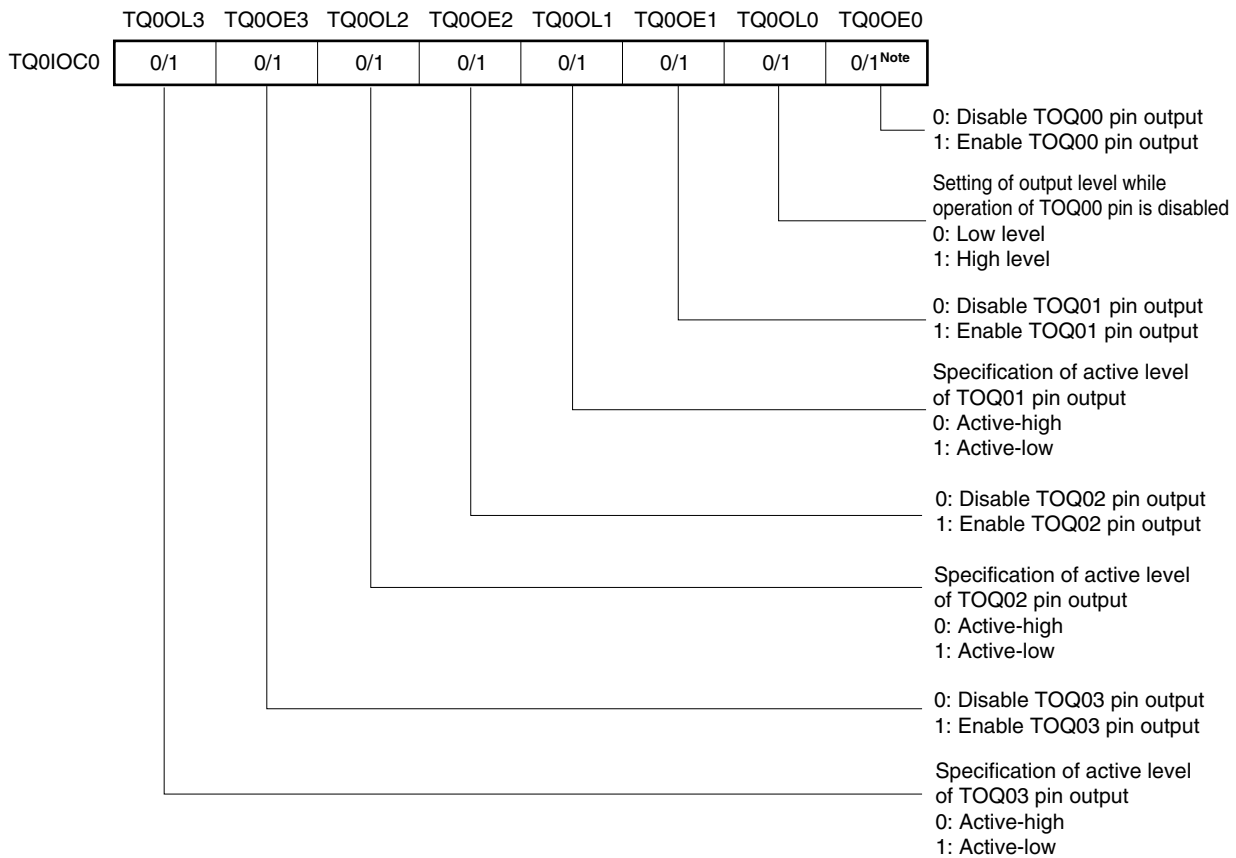 TQ0OL3 TQ0OE3 TQ0OL2 TQ0OE2 TQ0OL1 TQ0OE1 TQ0OL0 TQ0OE0
TQ0IOC0 0/1 0/1 0/1 0/1 0/1 0/1 0/1 0/1Note
0: Disable TOQ00 pin output
1: Enable TOQ00 pin output
Setting of output level while
operation of TOQ00 pin is disabled
0: Low level
1: High level
0: Disable TOQ01 pin output
1: Enable TOQ01 pin output
Specification of active level
of TOQ01 pin output
0: Active-high
1: Active-low
0: Disable TOQ02 pin output
1: Enable TOQ02 pin output
Specification of active level
of TOQ02 pin output
0: Active-high
1: Active-low
0: Disable TOQ03 pin output
1: Enable TOQ03 pin output
Specification of active level
of TOQ03 pin output
0: Active-high
1: Active-low